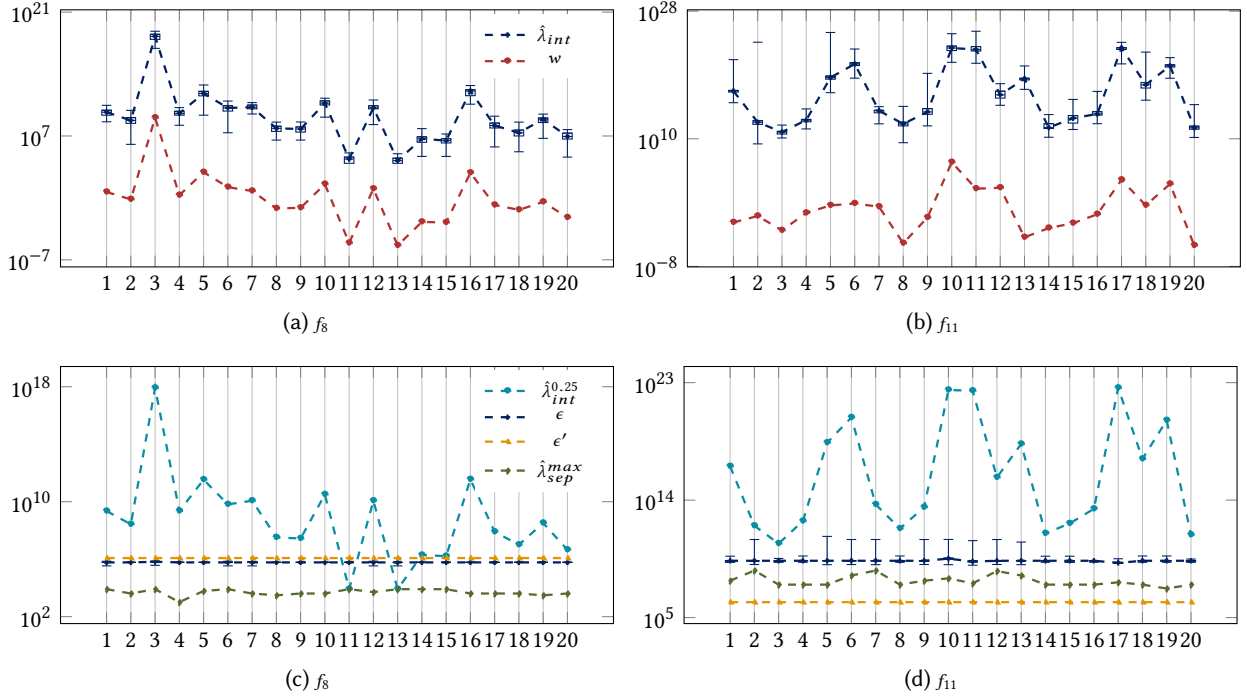 10^21
10^7
10^−7
λ̂_int
w
1 2 3 4 5 6 7 8 9 10 11 12 13 14 15 16 17 18 19 20
(a) f_8
10^28
10^10
10^−8
1 2 3 4 5 6 7 8 9 10 11 12 13 14 15 16 17 18 19 20
(b) f_11
10^18
10^10
10^2
λ̂_int^0.25
ϵ
ϵ′
λ̂_sep^max
1 2 3 4 5 6 7 8 9 10 11 12 13 14 15 16 17 18 19 20
(c) f_8
10^23
10^14
10^5
1 2 3 4 5 6 7 8 9 10 11 12 13 14 15 16 17 18 19 20
(d) f_11